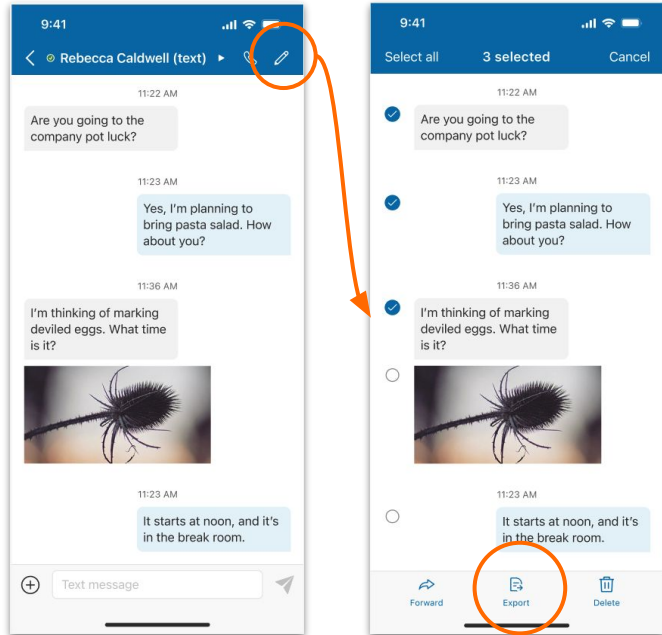 9:41
Rebecca Caldwell (text)
11:22 AM
Are you going to the
company pot luck?
11:23 AM
Yes, I'm planning to
bring pasta salad. How
about you?
11:36 AM
I'm thinking of marking
deviled eggs. What time
is it?
11:23 AM
It starts at noon, and it's
in the break room.
Text message
9:41
Select all 3 selected Cancel
11:22 AM
Are you going to the
company pot luck?
11:23 AM
Yes, I'm planning to
bring pasta salad. How
about you?
11:36 AM
I'm thinking of marking
deviled eggs. What time
is it?
11:23 AM
It starts at noon, and it's
in the break room.
Forward Export Delete